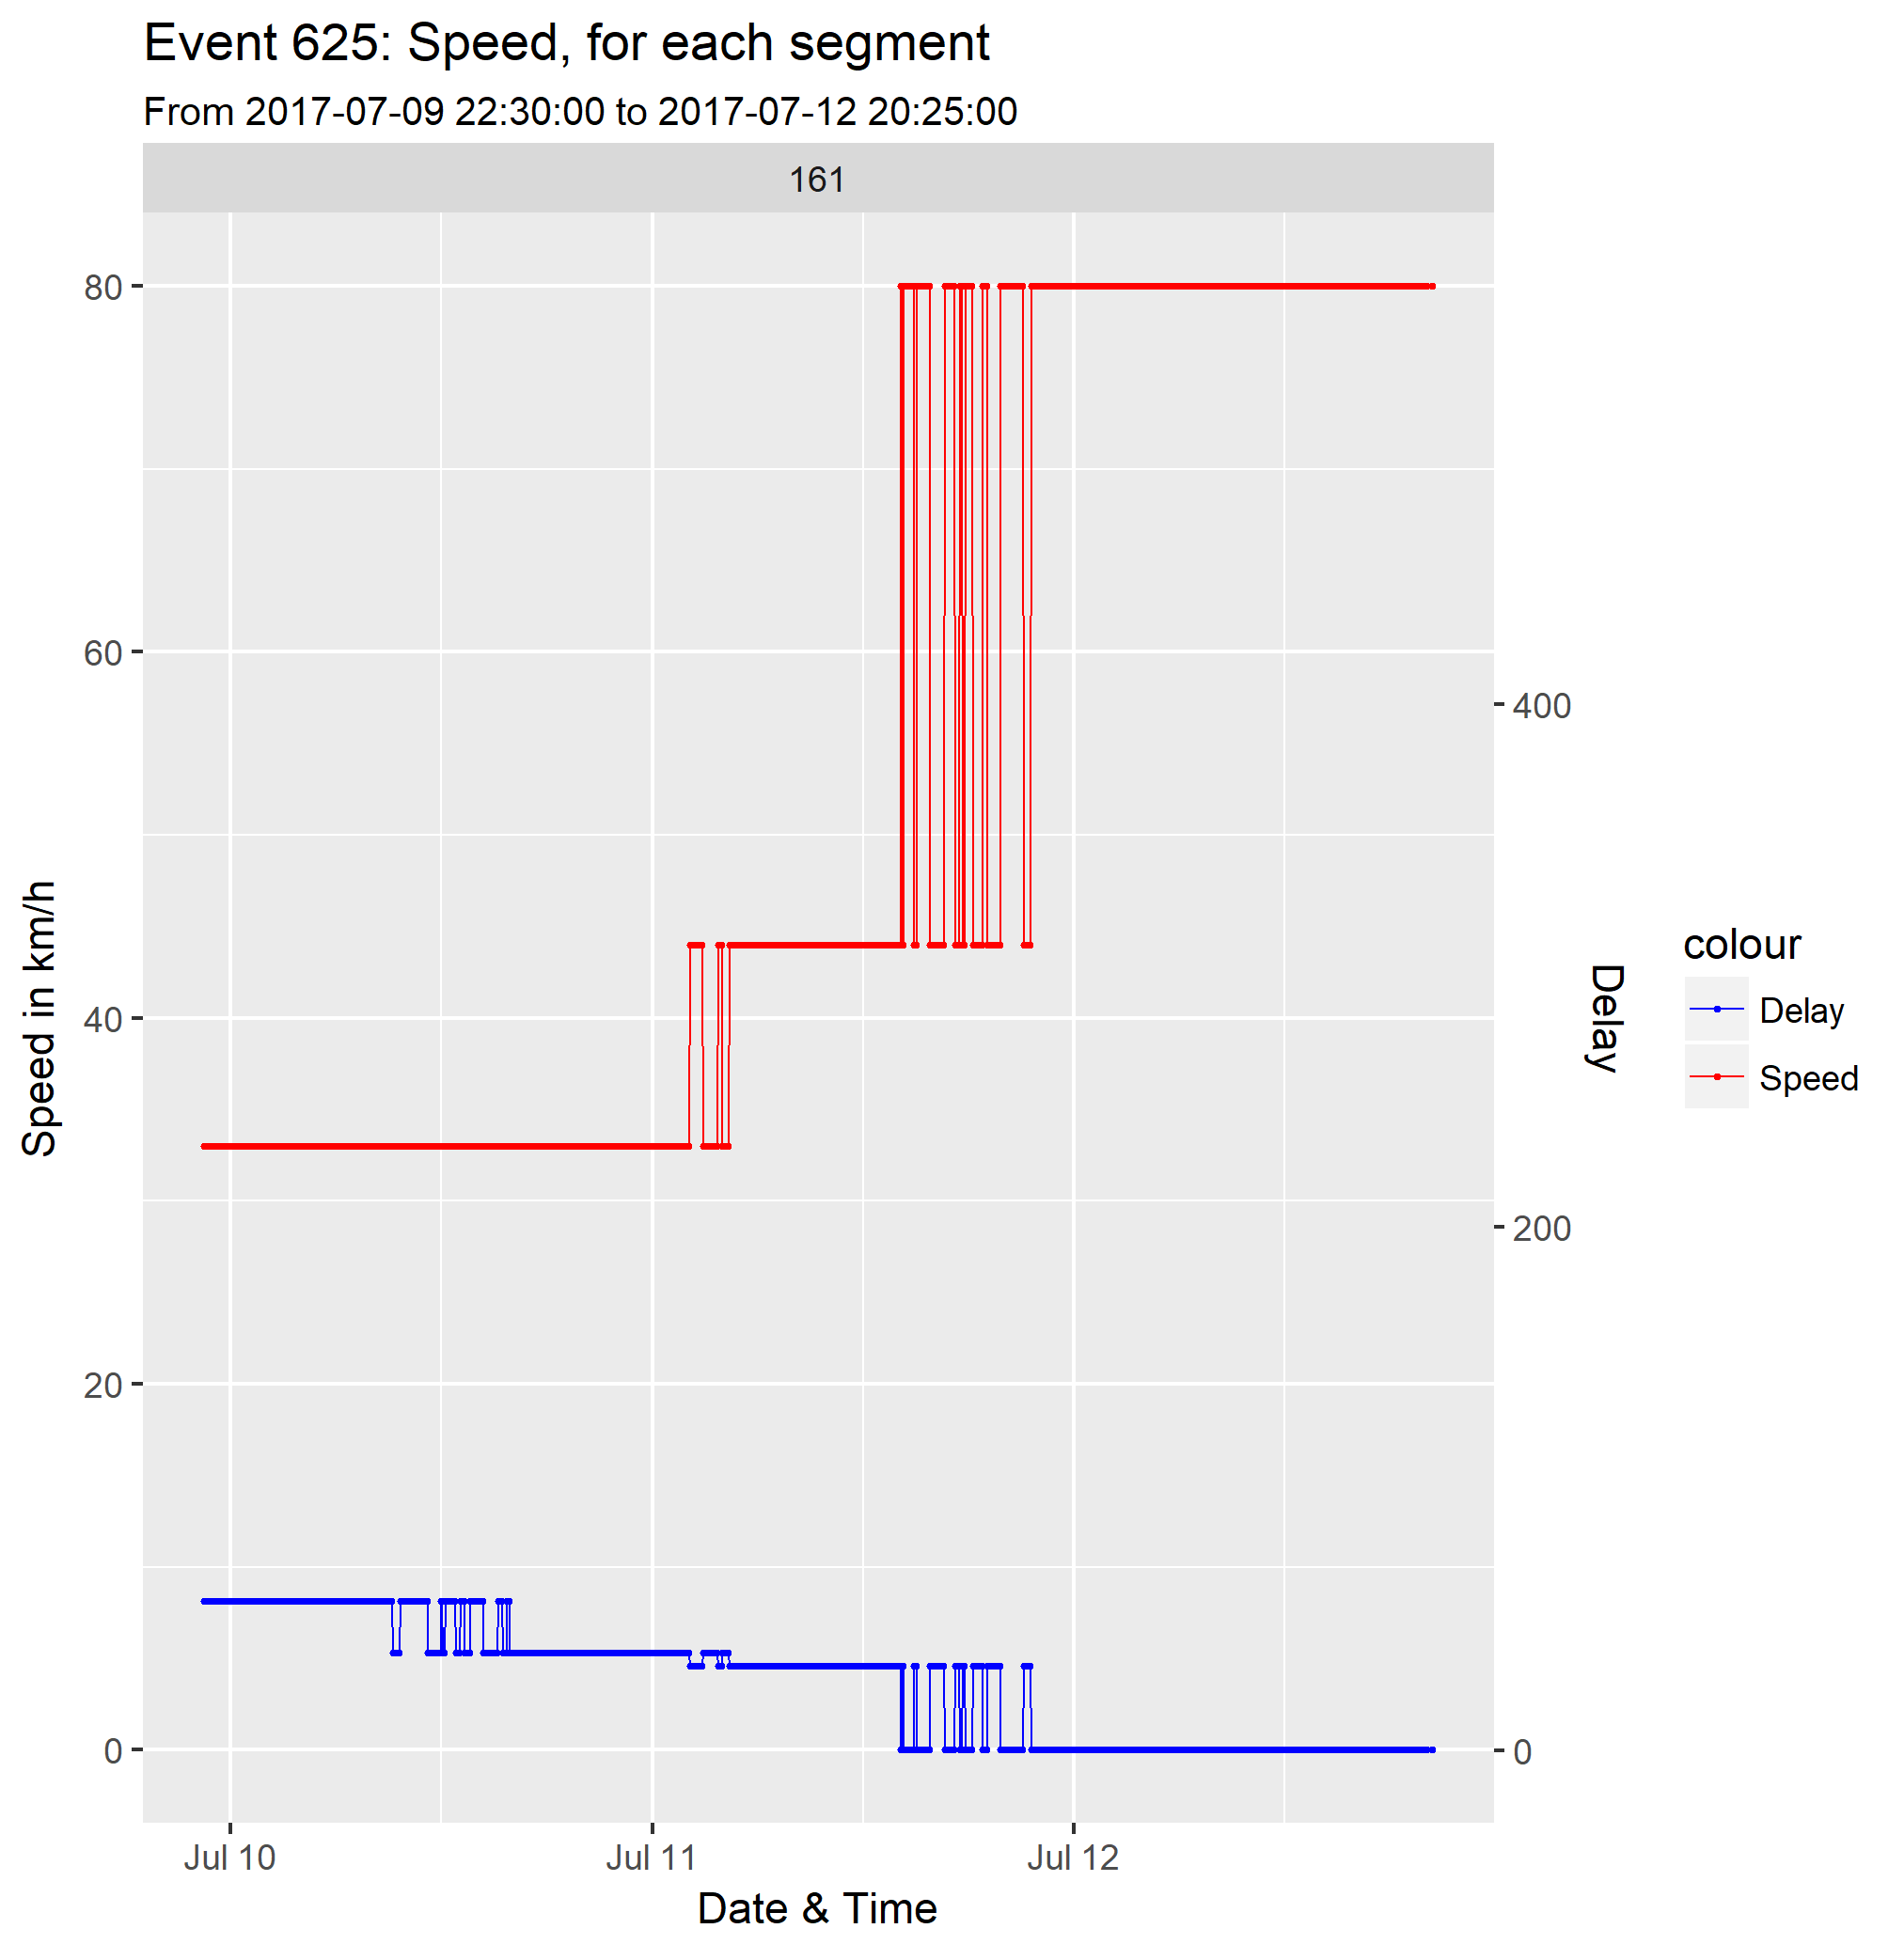 Event 625: Speed, for each segment
From 2017-07-09 22:30:00 to 2017-07-12 20:25:00
161
80
60
40
20
0
Speed in km/h
400
200
0
Delay
colour
Delay
Speed
Jul 10
Jul 11
Jul 12
Date & Time